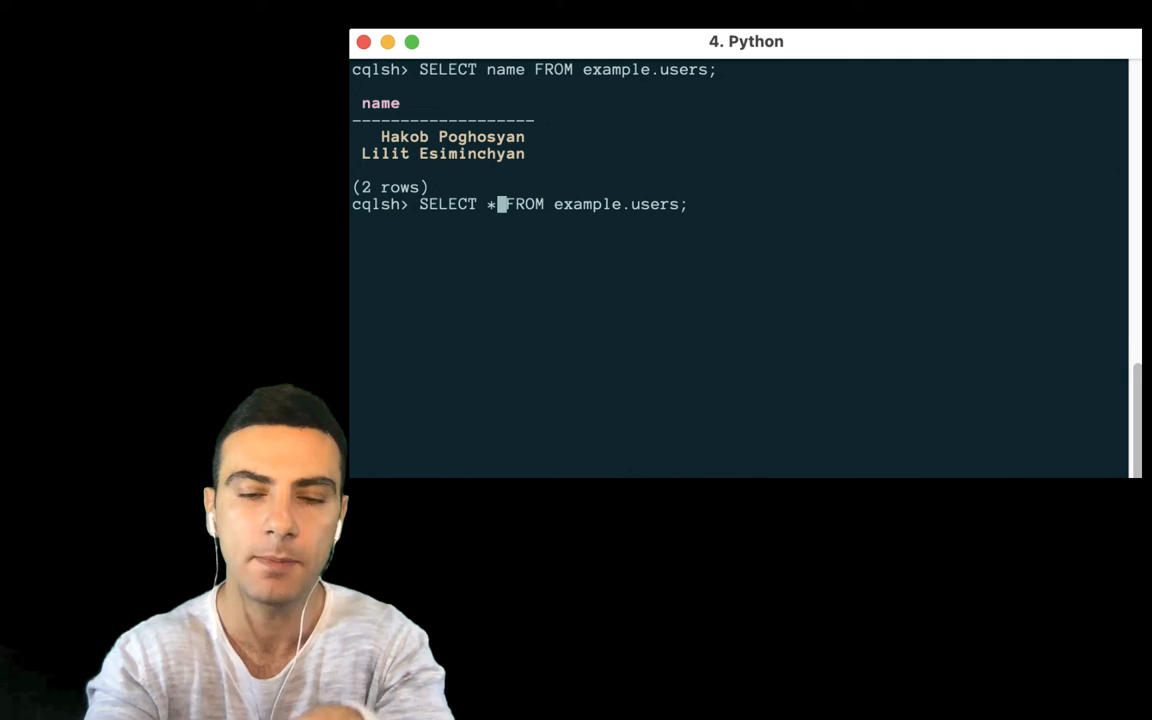 4. Python
cqlsh> SELECT name FROM example.users;
name
-------------------
Hakob Poghosyan
Lilit Esiminchyan
(2 rows)
cqlsh> SELECT * FROM example.users;